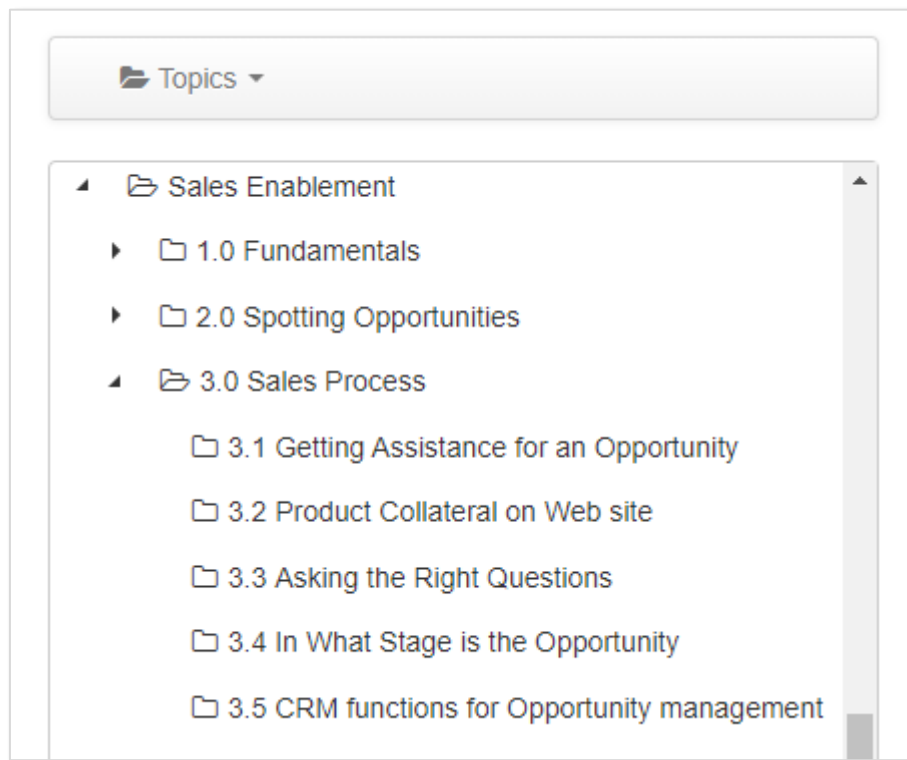 Topics
Sales Enablement
1.0 Fundamentals
2.0 Spotting Opportunities
3.0 Sales Process
3.1 Getting Assistance for an Opportunity
3.2 Product Collateral on Web site
3.3 Asking the Right Questions
3.4 In What Stage is the Opportunity
3.5 CRM functions for Opportunity management